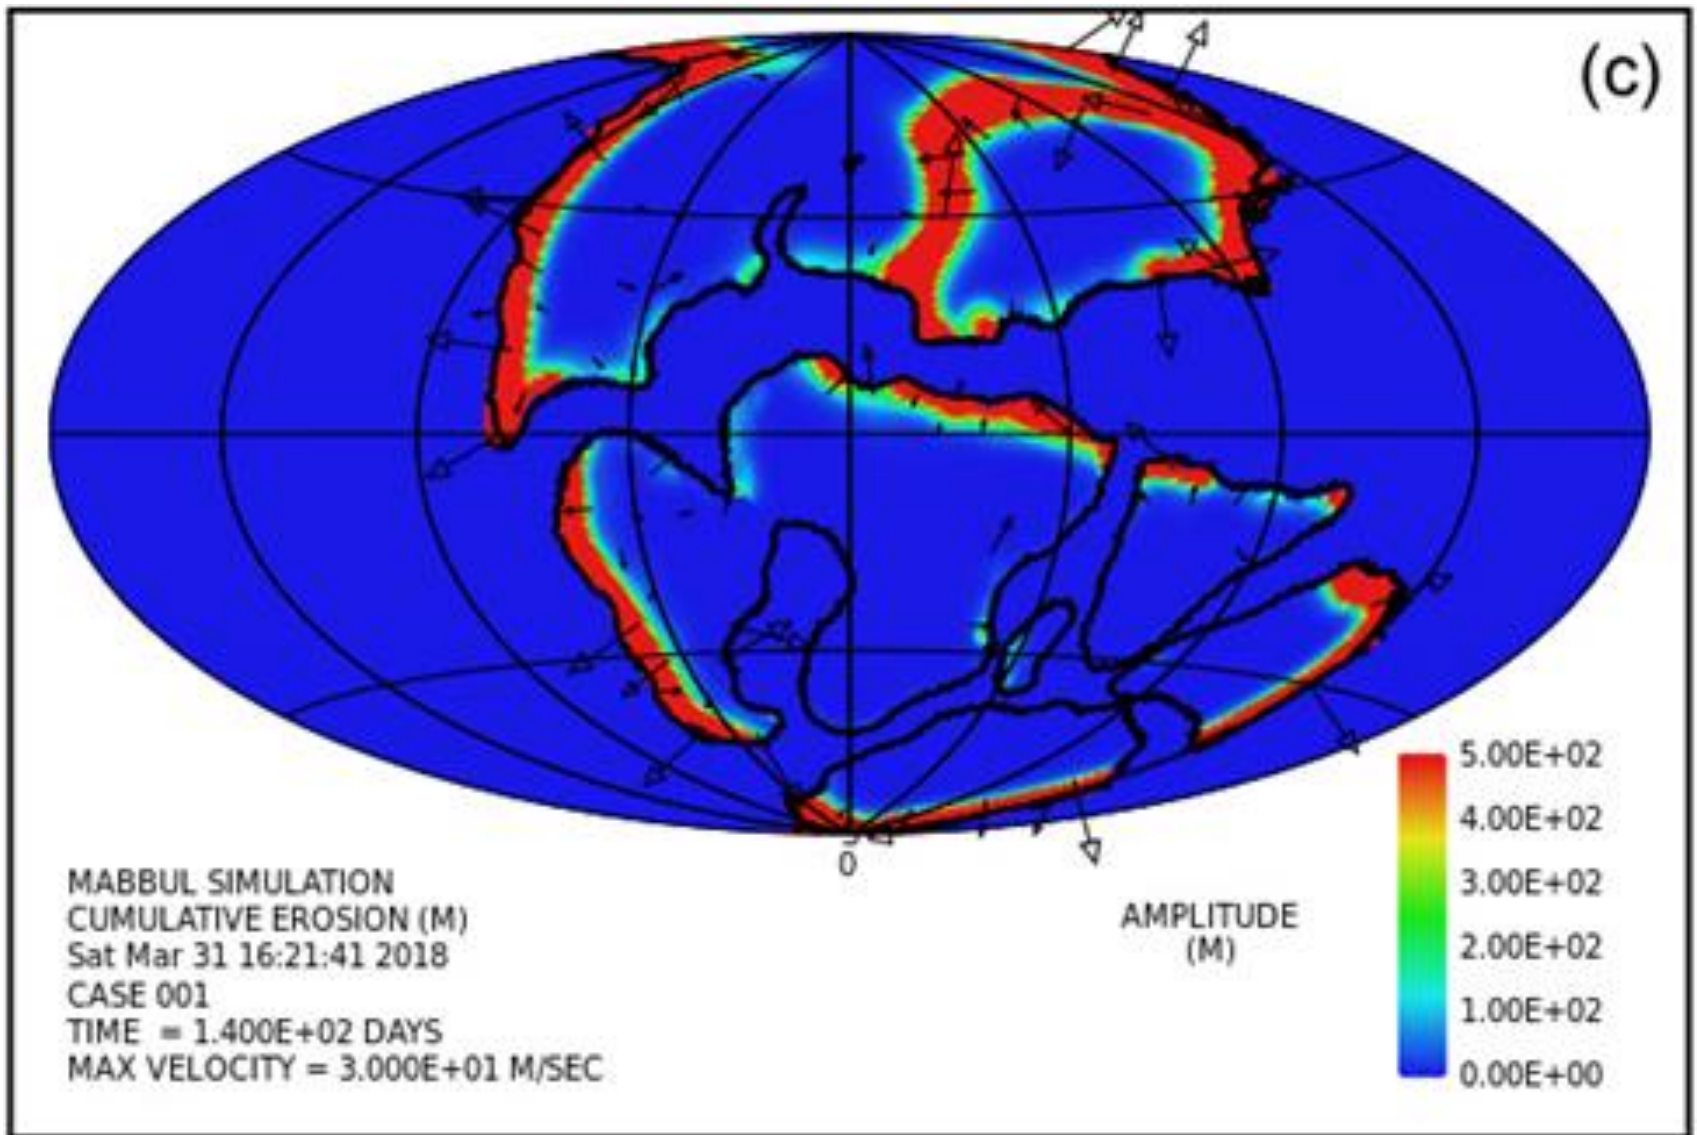 (c)
0
MABBUL SIMULATION
CUMULATIVE EROSION (M)
Sat Mar 31 16:21:41 2018
CASE 001
TIME = 1.400E+02 DAYS
MAX VELOCITY = 3.000E+01 M/SEC
AMPLITUDE
(M)
5.00E+02
4.00E+02
3.00E+02
2.00E+02
1.00E+02
0.00E+00